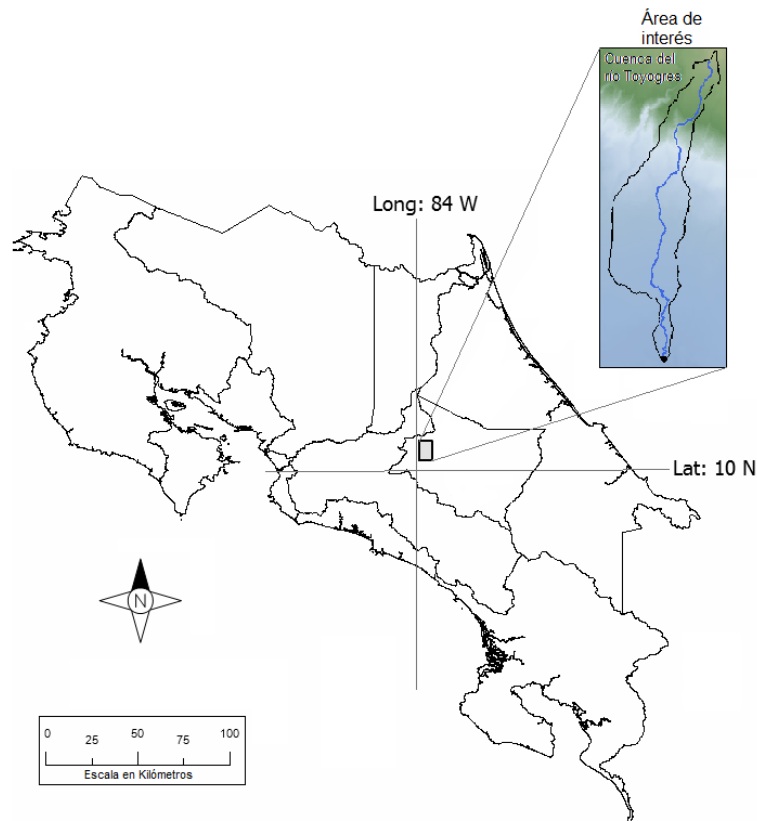 Área de
interés
Cuenca del
río Toyogres
Long: 84 W
Lat: 10 N
N
0 25 50 75 100
Escala en Kilómetros